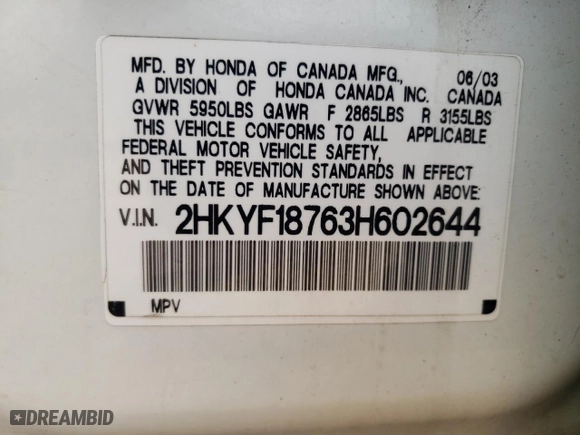 MFD. BY HONDA OF CANADA MFG., 06/03
A DIVISION OF HONDA CANADA INC. CANADA
GVWR 5950LBS GAWR F 2865LBS R 3155LBS
THIS VEHICLE CONFORMS TO ALL APPLICABLE
FEDERAL MOTOR VEHICLE SAFETY,
AND THEFT PREVENTION STANDARDS IN EFFECT
ON THE DATE OF MANUFACTURE SHOWN ABOVE.
V.I.N. 2HKYF18763H602644
MPV
DREAMBID